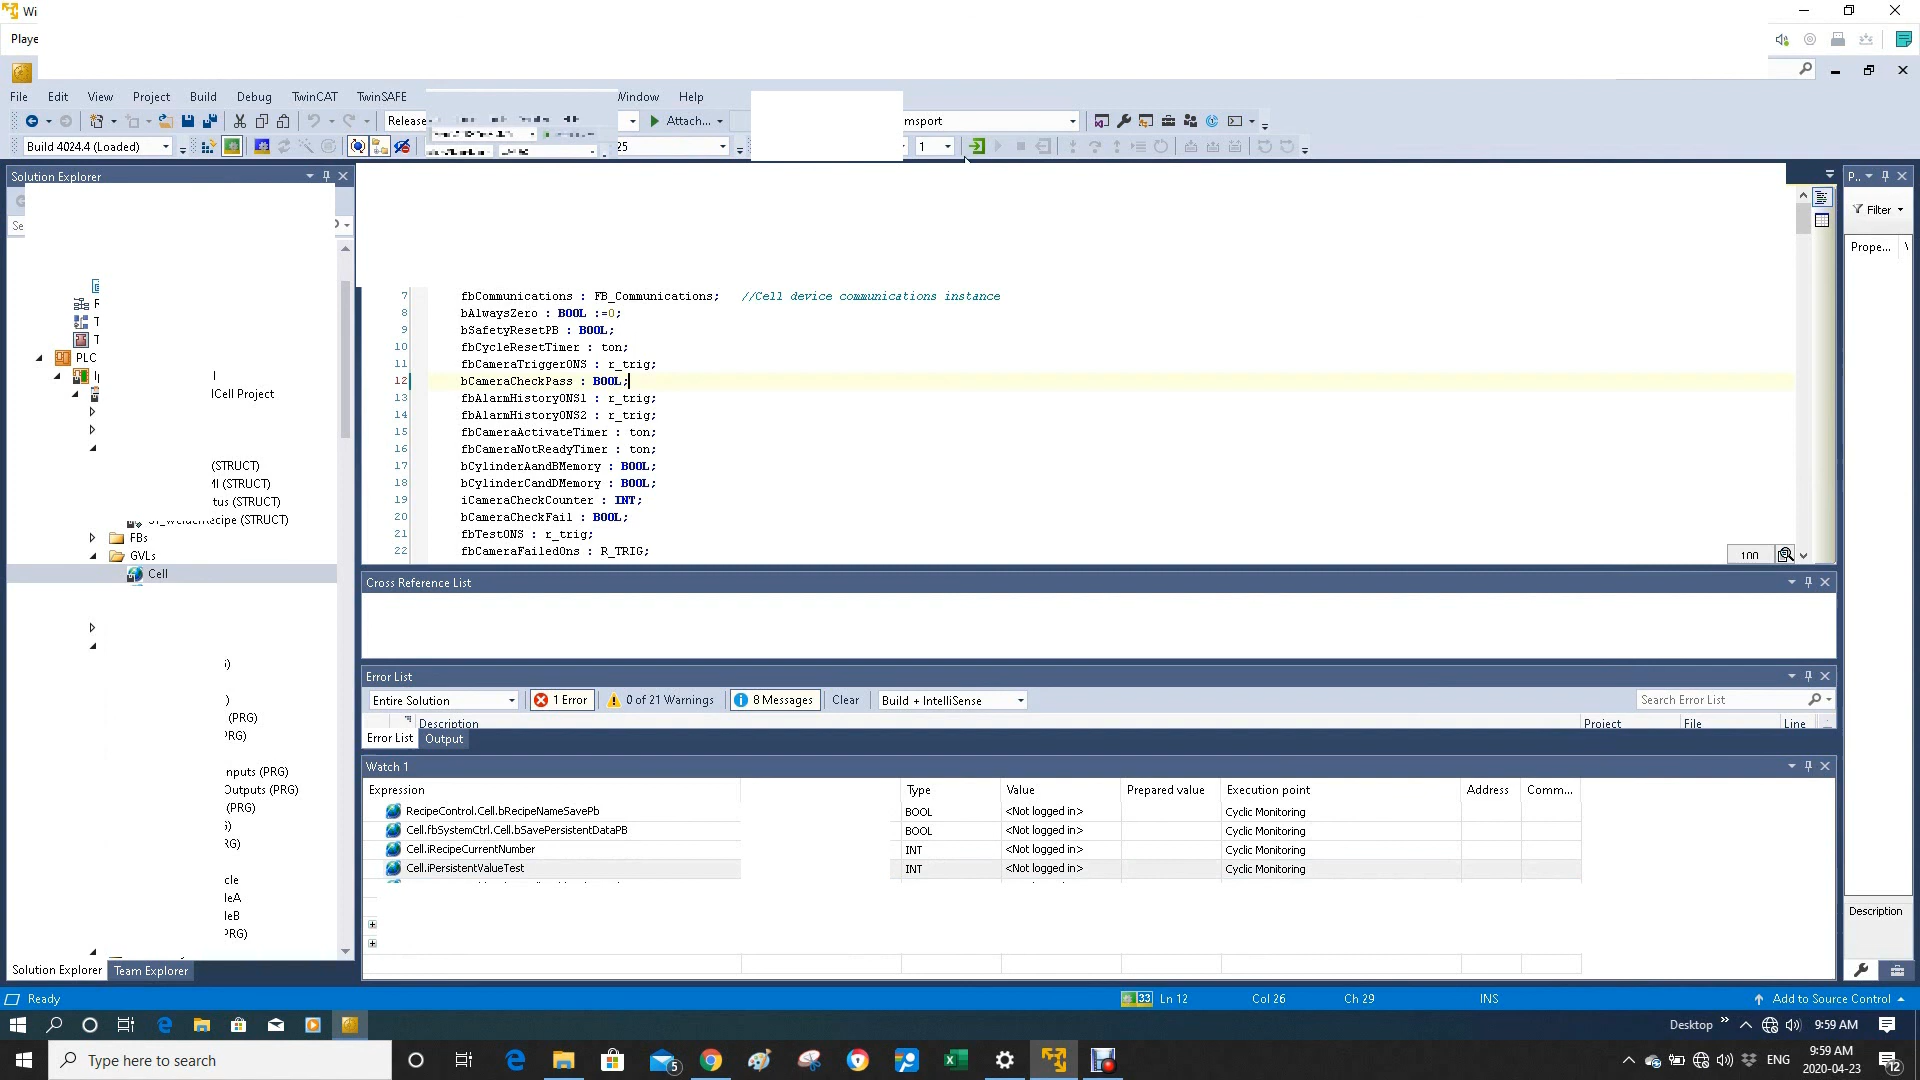 Wi
Playe
File Edit View Project Build Debug TwinCAT TwinSAFE Window Help
Release Attach... msport
Build 4024.4 (Loaded) 25 1
Solution Explorer P..
Se
Filter
Prope...
PLC
ICell Project
(STRUCT)
(STRUCT)
tus (STRUCT)
(STRUCT)
FBs
GVLs
Cell
(PRG)
PRG)
nputs (PRG)
Outputs (PRG)
(PRG)
RG)
cle
leA
leB
PRG)
7 fbCommunications : FB_Communications; //Cell device communications instance
8 bAlwaysZero : BOOL :=0;
9 bSafetyResetPB : BOOL;
10 fbCycleResetTimer : ton;
11 fbCameraTriggerONS : r_trig;
12 bCameraCheckPass : BOOL;
13 fbAlarmHistoryONS1 : r_trig;
14 fbAlarmHistoryONS2 : r_trig;
15 fbCameraActivateTimer : ton;
16 fbCameraNotReadyTimer : ton;
17 bCylinderAandBMemory : BOOL;
18 bCylinderCandDMemory : BOOL;
19 iCameraCheckCounter : INT;
20 bCameraCheckFail : BOOL;
21 fbTestONS : r_trig;
22 fbCameraFailedOns : R_TRIG;
100
Cross Reference List
Error List
Entire Solution 1 Error 0 of 21 Warnings 8 Messages Clear Build + IntelliSense Search Error List
Description Project File Line
Error List Output
Watch 1
Expression Type Value Prepared value Execution point Address Comm...
RecipeControl.Cell.bRecipeNameSavePb BOOL <Not logged in> Cyclic Monitoring
Cell.fbSystemCtrl.Cell.bSavePersistentDataPB BOOL <Not logged in> Cyclic Monitoring
Cell.iRecipeCurrentNumber INT <Not logged in> Cyclic Monitoring
Cell.iPersistentValueTest INT <Not logged in> Cyclic Monitoring
Description
Solution Explorer Team Explorer
Ready 33 Ln 12 Col 26 Ch 29 INS Add to Source Control
Desktop 9:59 AM
Type here to search 5 ENG 9:59 AM
2020-04-23 12